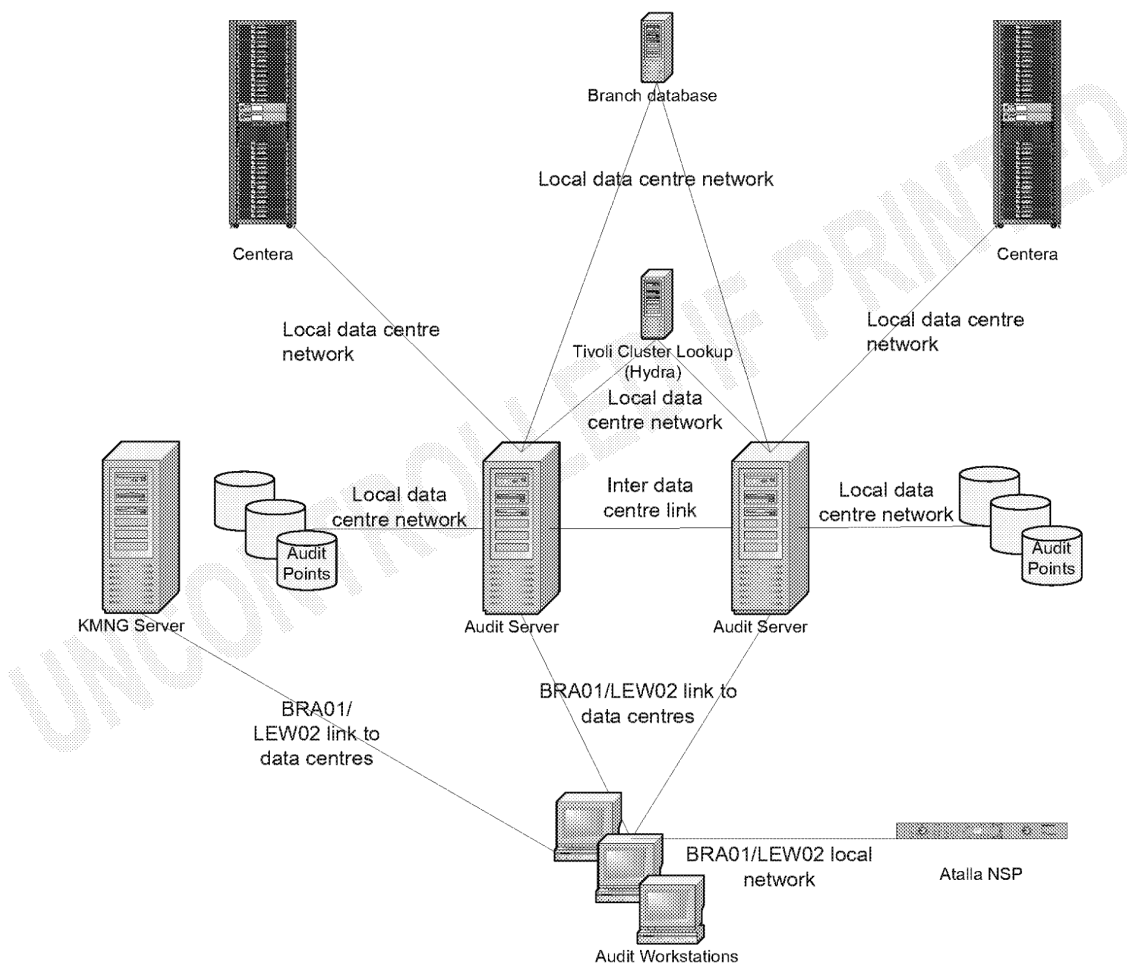 Branch database
Local data centre network
Centera
Centera
Local data centre
network
Tivoli Cluster Lookup
(Hydra)
Local data centre
network
Local data
centre network
Local data
centre network
Inter data
centre link
Local data
centre network
Audit
Points
Audit
Points
KMNG Server
Audit Server
Audit Server
BRA01/
LEW02 link to
data centres
BRA01/LEW02 link to
data centres
BRA01/LEW02 local
network
Atalla NSP
Audit Workstations
UNCONTROLLED IF PRINTED